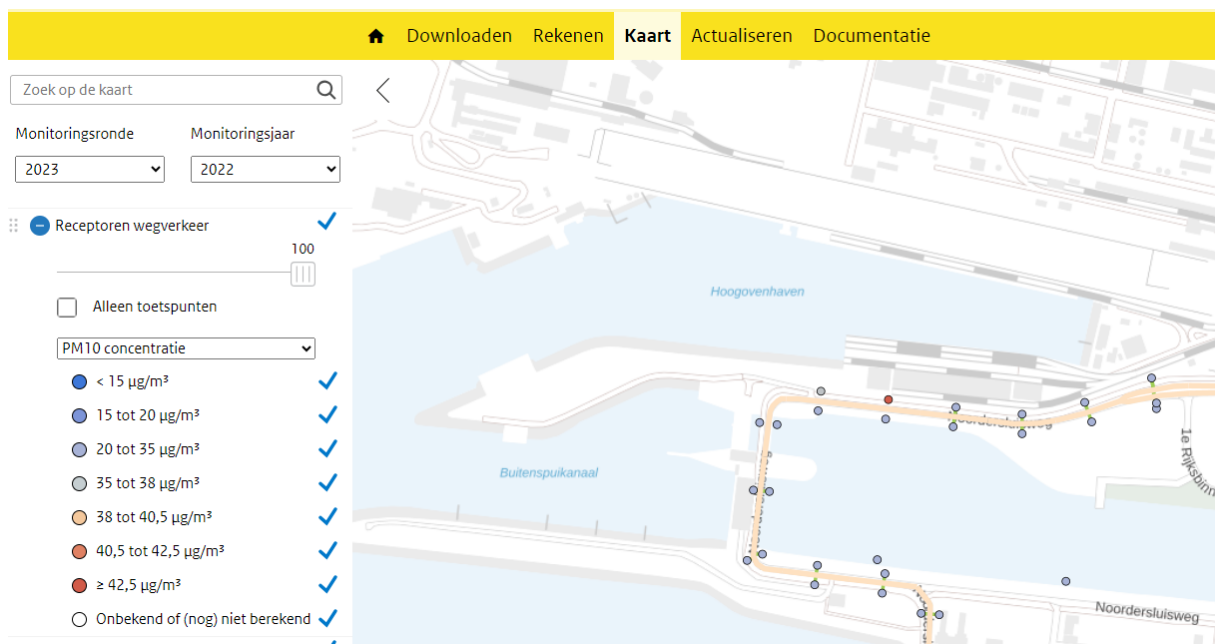 Downloaden Rekenen Kaart Actualiseren Documentatie
Zoek op de kaart
Monitoringsronde Monitoringsjaar
2023 2022
Receptoren wegverkeer
100
Alleen toetspunten
PM10 concentratie
< 15 µg/m³
15 tot 20 µg/m³
20 tot 35 µg/m³
35 tot 38 µg/m³
38 tot 40,5 µg/m³
40,5 tot 42,5 µg/m³
≥ 42,5 µg/m³
Onbekend of (nog) niet berekend
Hoogovenhaven
Noordersluisweg
1e Rijksbinn
Buitenspuikanaal
Noordersluisweg